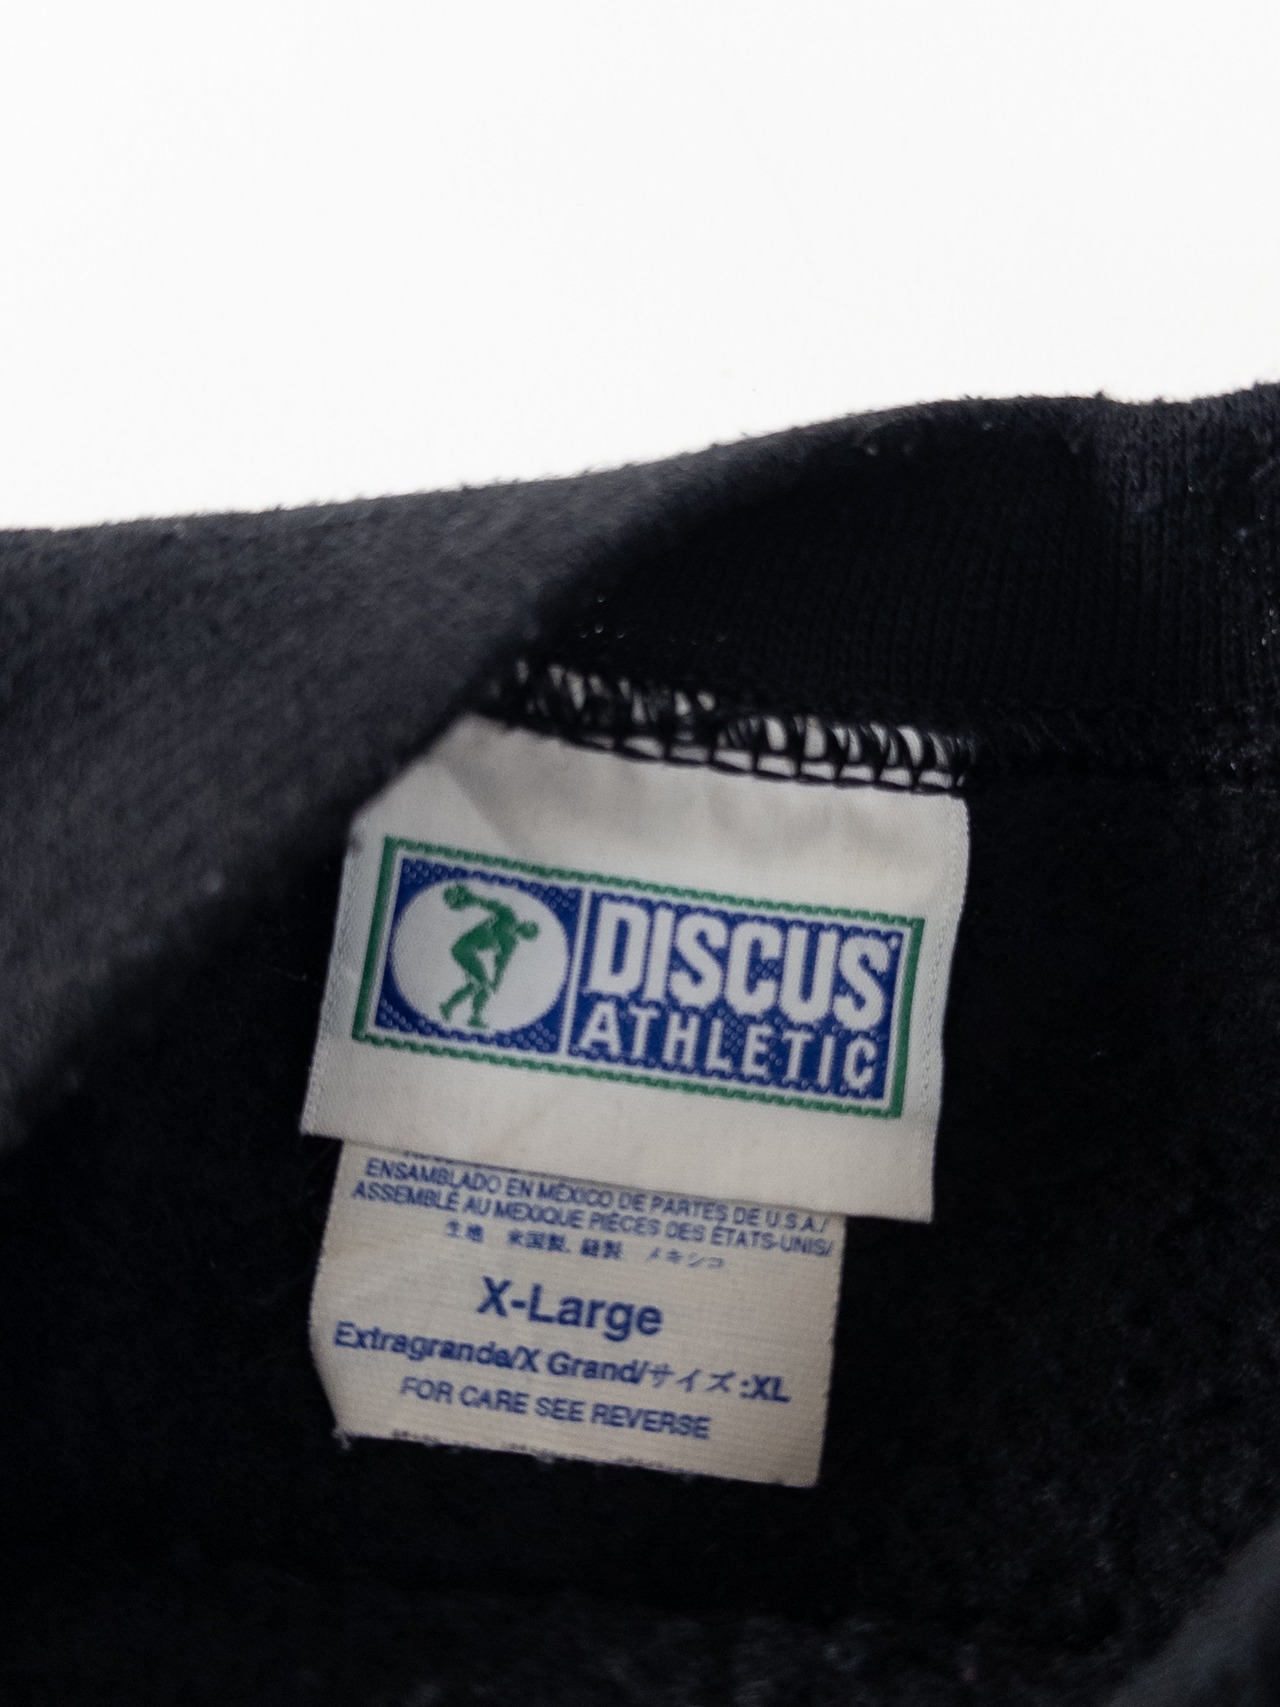 DISCUS
ATHLETIC
ENSAMBLADO EN MÉXICO DE PARTES DE U.S.A./
ASSEMBLÉ AU MEXIQUE PIÈCES DES ÉTATS-UNIS/
生地 米国製, 縫製 メキシコ
X-Large
Extragrande/X Grand/サイズ:XL
FOR CARE SEE REVERSE